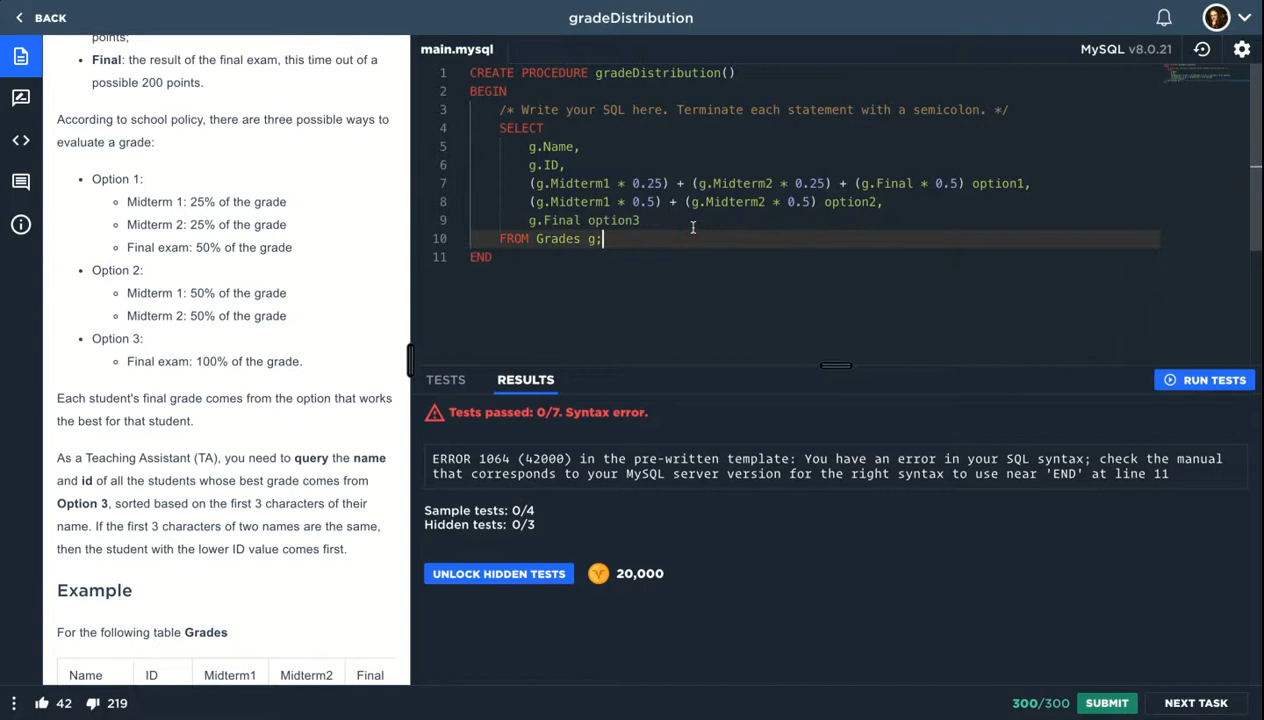 BACK
gradeDistribution
points;
• Final: the result of the final exam, this time out of a
possible 200 points.
According to school policy, there are three possible ways to
evaluate a grade:
• Option 1:
◦ Midterm 1: 25% of the grade
◦ Midterm 2: 25% of the grade
◦ Final exam: 50% of the grade
• Option 2:
◦ Midterm 1: 50% of the grade
◦ Midterm 2: 50% of the grade
• Option 3:
◦ Final exam: 100% of the grade.
Each student's final grade comes from the option that works
the best for that student.
As a Teaching Assistant (TA), you need to query the name
and id of all the students whose best grade comes from
Option 3, sorted based on the first 3 characters of their
name. If the first 3 characters of two names are the same,
then the student with the lower ID value comes first.
Example
For the following table Grades
Name ID Midterm1 Midterm2 Final
42 219
main.mysql
MySQL v8.0.21
1 CREATE PROCEDURE gradeDistribution()
2 BEGIN
3 /* Write your SQL here. Terminate each statement with a semicolon. */
4 SELECT
5 g.Name,
6 g.ID,
7 (g.Midterm1 * 0.25) + (g.Midterm2 * 0.25) + (g.Final * 0.5) option1,
8 (g.Midterm1 * 0.5) + (g.Midterm2 * 0.5) option2,
9 g.Final option3
10 FROM Grades g;
11 END
TESTS RESULTS
RUN TESTS
Tests passed: 0/7. Syntax error.
ERROR 1064 (42000) in the pre-written template: You have an error in your SQL syntax; check the manual
that corresponds to your MySQL server version for the right syntax to use near 'END' at line 11
Sample tests: 0/4
Hidden tests: 0/3
UNLOCK HIDDEN TESTS 20,000
300/300 SUBMIT NEXT TASK